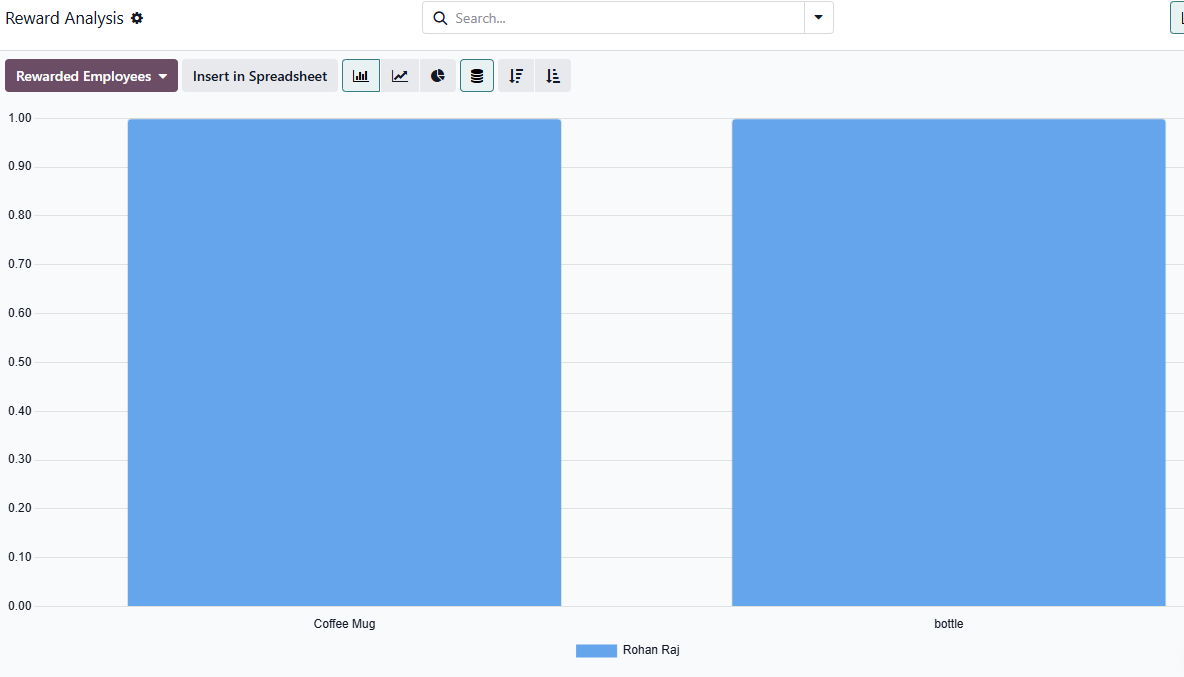 Reward Analysis
Search...
Rewarded Employees
Insert in Spreadsheet
1.00
0.90
0.80
0.70
0.60
0.50
0.40
0.30
0.20
0.10
0.00
Coffee Mug
bottle
Rohan Raj